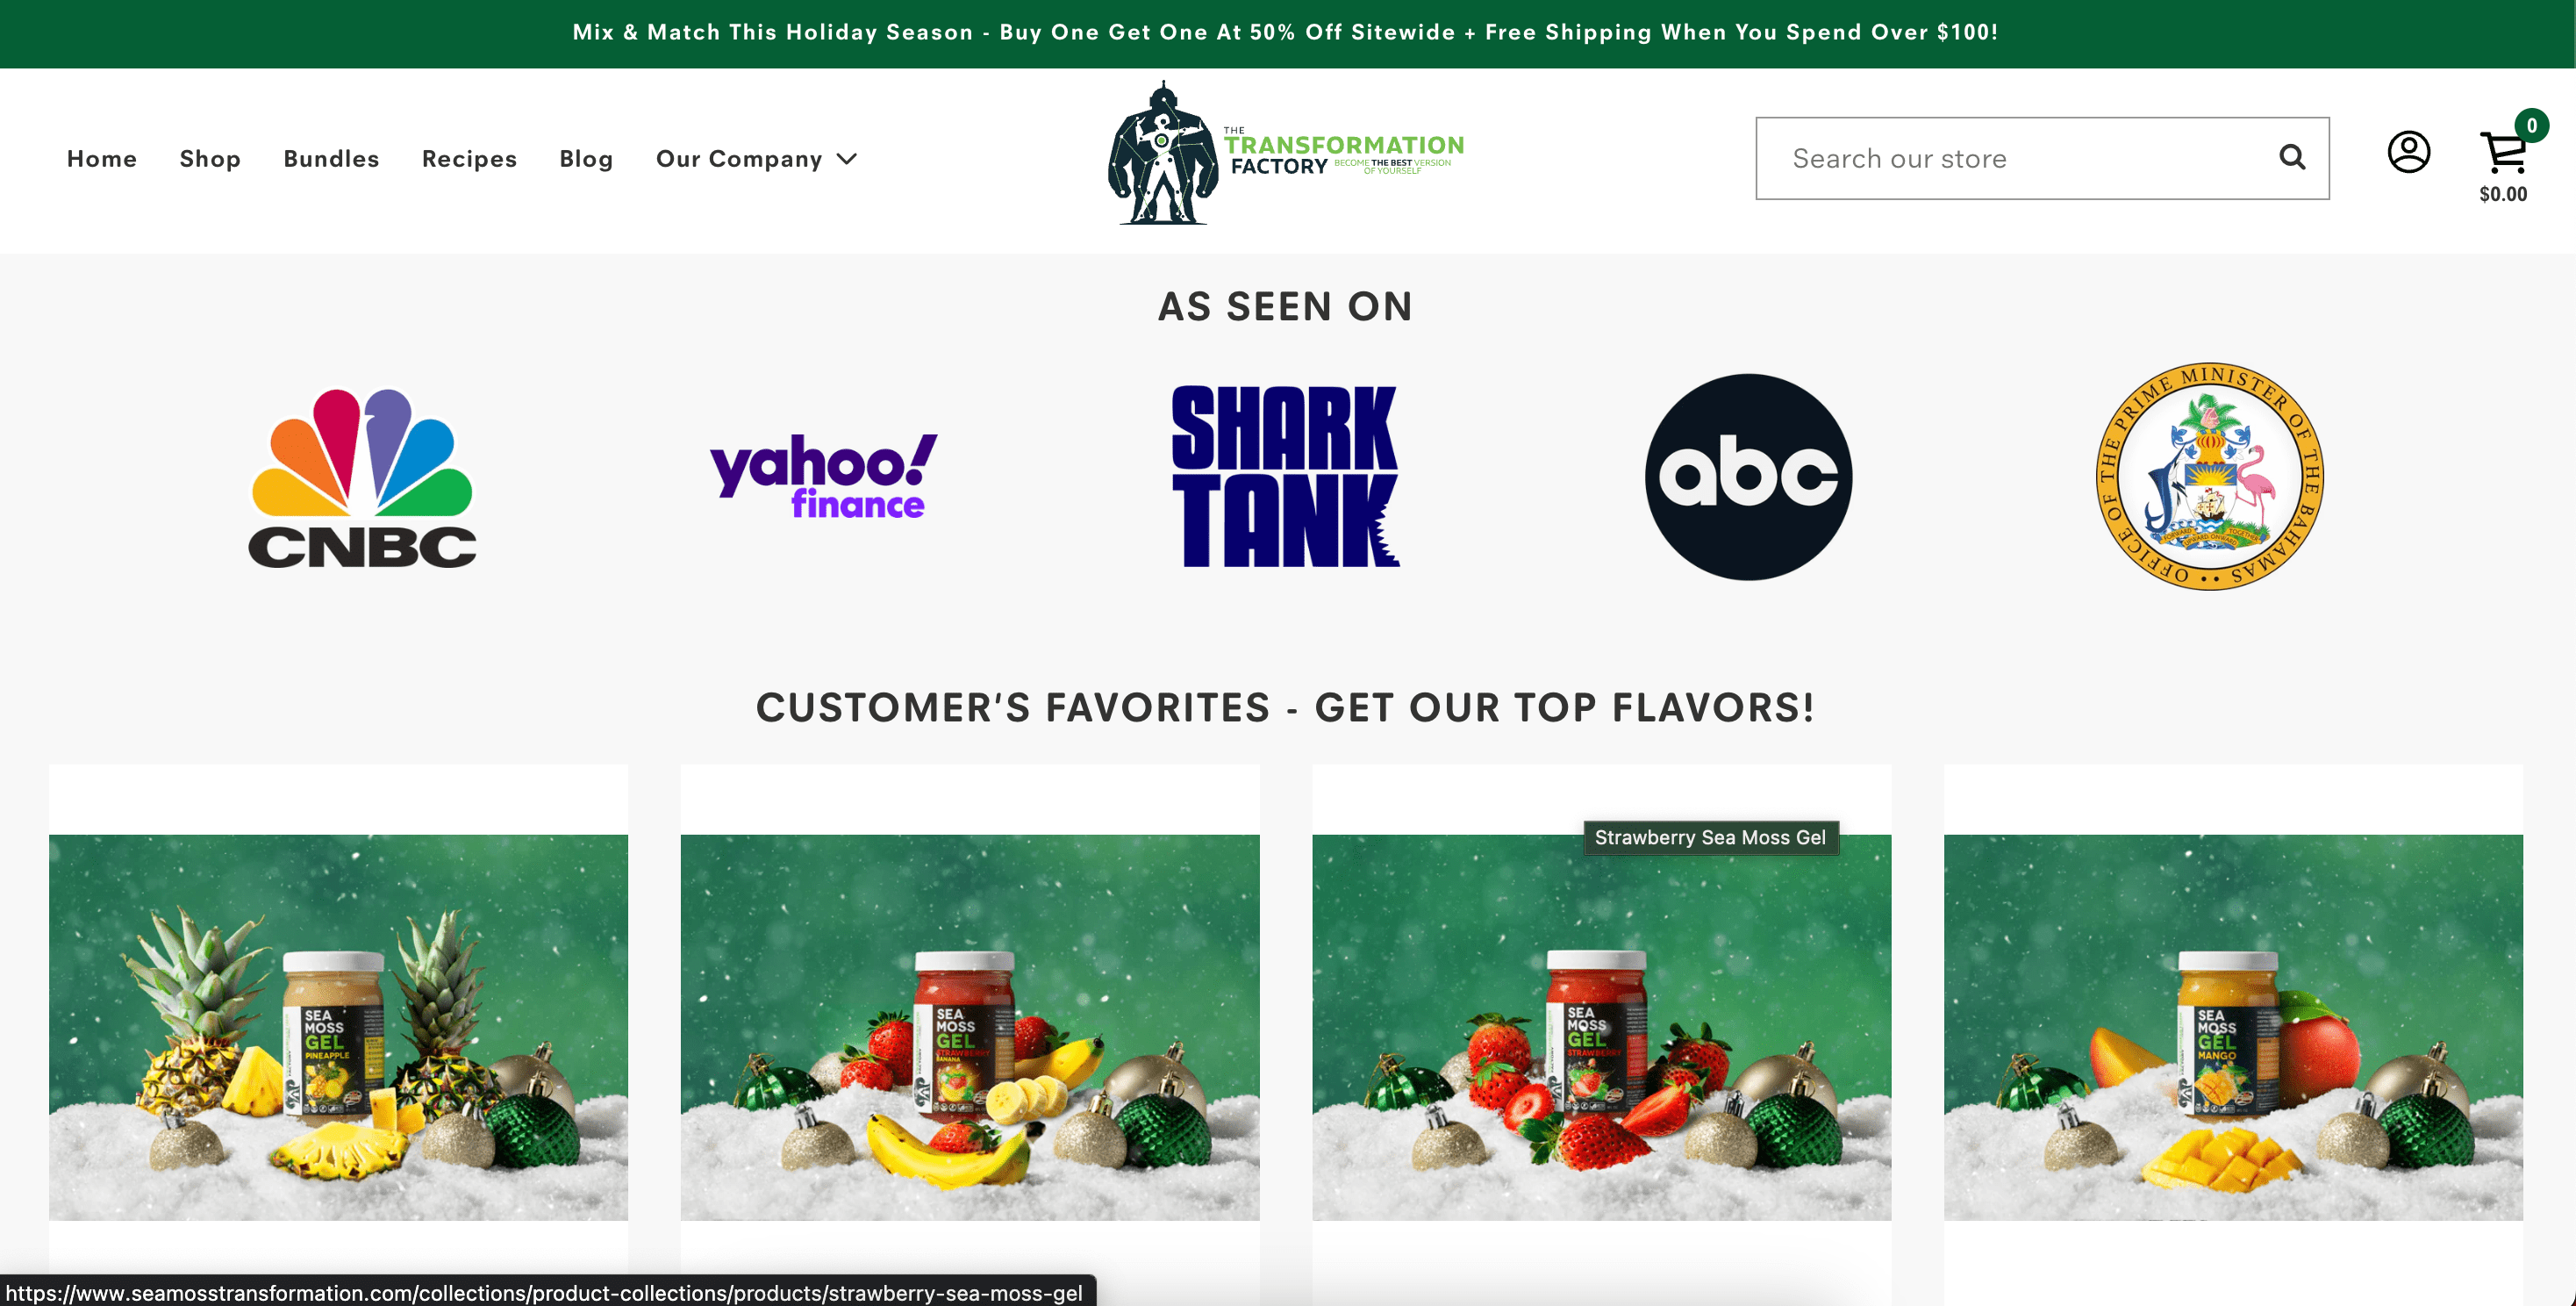 Mix & Match This Holiday Season - Buy One Get One At 50% Off Sitewide + Free Shipping When You Spend Over $100!
Home
Shop
Bundles
Recipes
Blog
Our Company
THE
TRANSFORMATION
FACTORY
BECOME THE BEST VERSION
OF YOURSELF
Search our store
0
$0.00
AS SEEN ON
CNBC
yahoo!
finance
SHARK
TANK
abc
OFFICE OF THE PRIME MINISTER OF THE BAHAMAS
FORWARD UPWARD ONWARD TOGETHER
CUSTOMER'S FAVORITES - GET OUR TOP FLAVORS!
Strawberry Sea Moss Gel
SEA
MOSS
GEL
PINEAPPLE
SEA
MOSS
GEL
STRAWBERRY
BANANA
SEA
MOSS
GEL
STRAWBERRY
SEA
MOSS
GEL
MANGO
https://www.seamosstransformation.com/collections/product-collections/products/strawberry-sea-moss-gel